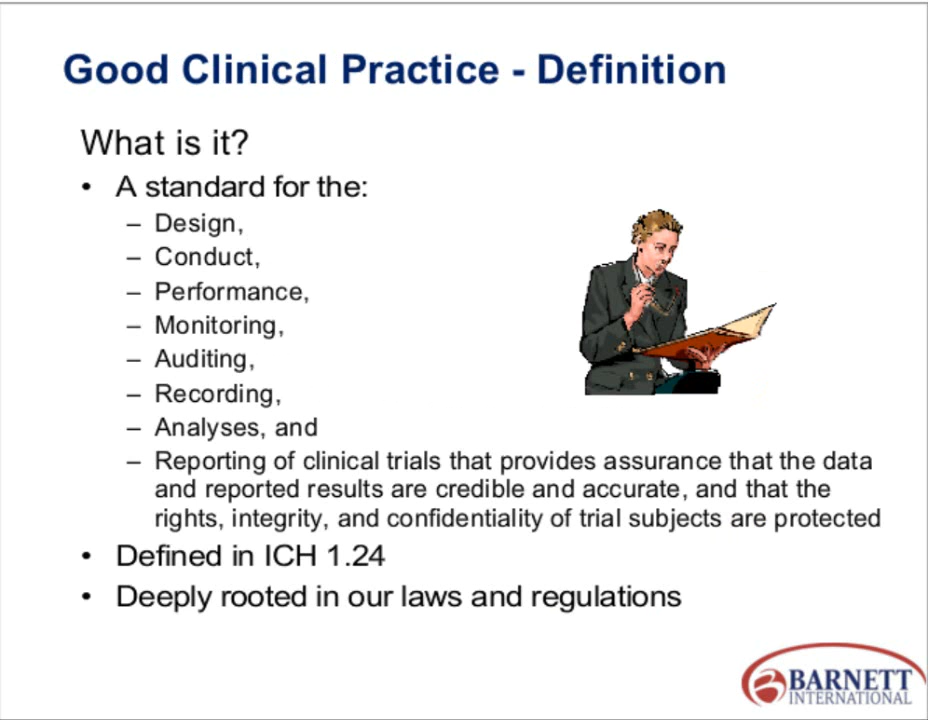 Good Clinical Practice - Definition
What is it?
• A standard for the:
– Design,
– Conduct,
– Performance,
– Monitoring,
– Auditing,
– Recording,
– Analyses, and
– Reporting of clinical trials that provides assurance that the data
and reported results are credible and accurate, and that the
rights, integrity, and confidentiality of trial subjects are protected
• Defined in ICH 1.24
• Deeply rooted in our laws and regulations
BARNETT
INTERNATIONAL